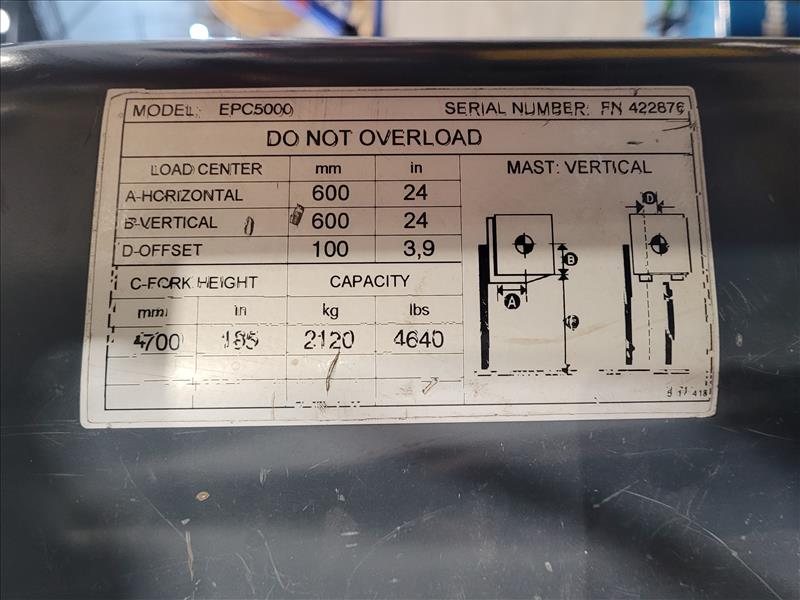 MODEL: EPC5000 SERIAL NUMBER: FN 422876
DO NOT OVERLOAD
LOAD CENTER mm in MAST: VERTICAL
A-HORIZONTAL 600 24
B-VERTICAL 600 24
D-OFFSET 100 3,9
C-FORK HEIGHT CAPACITY
mm in kg lbs
4700 185 2120 4640
D
B
A